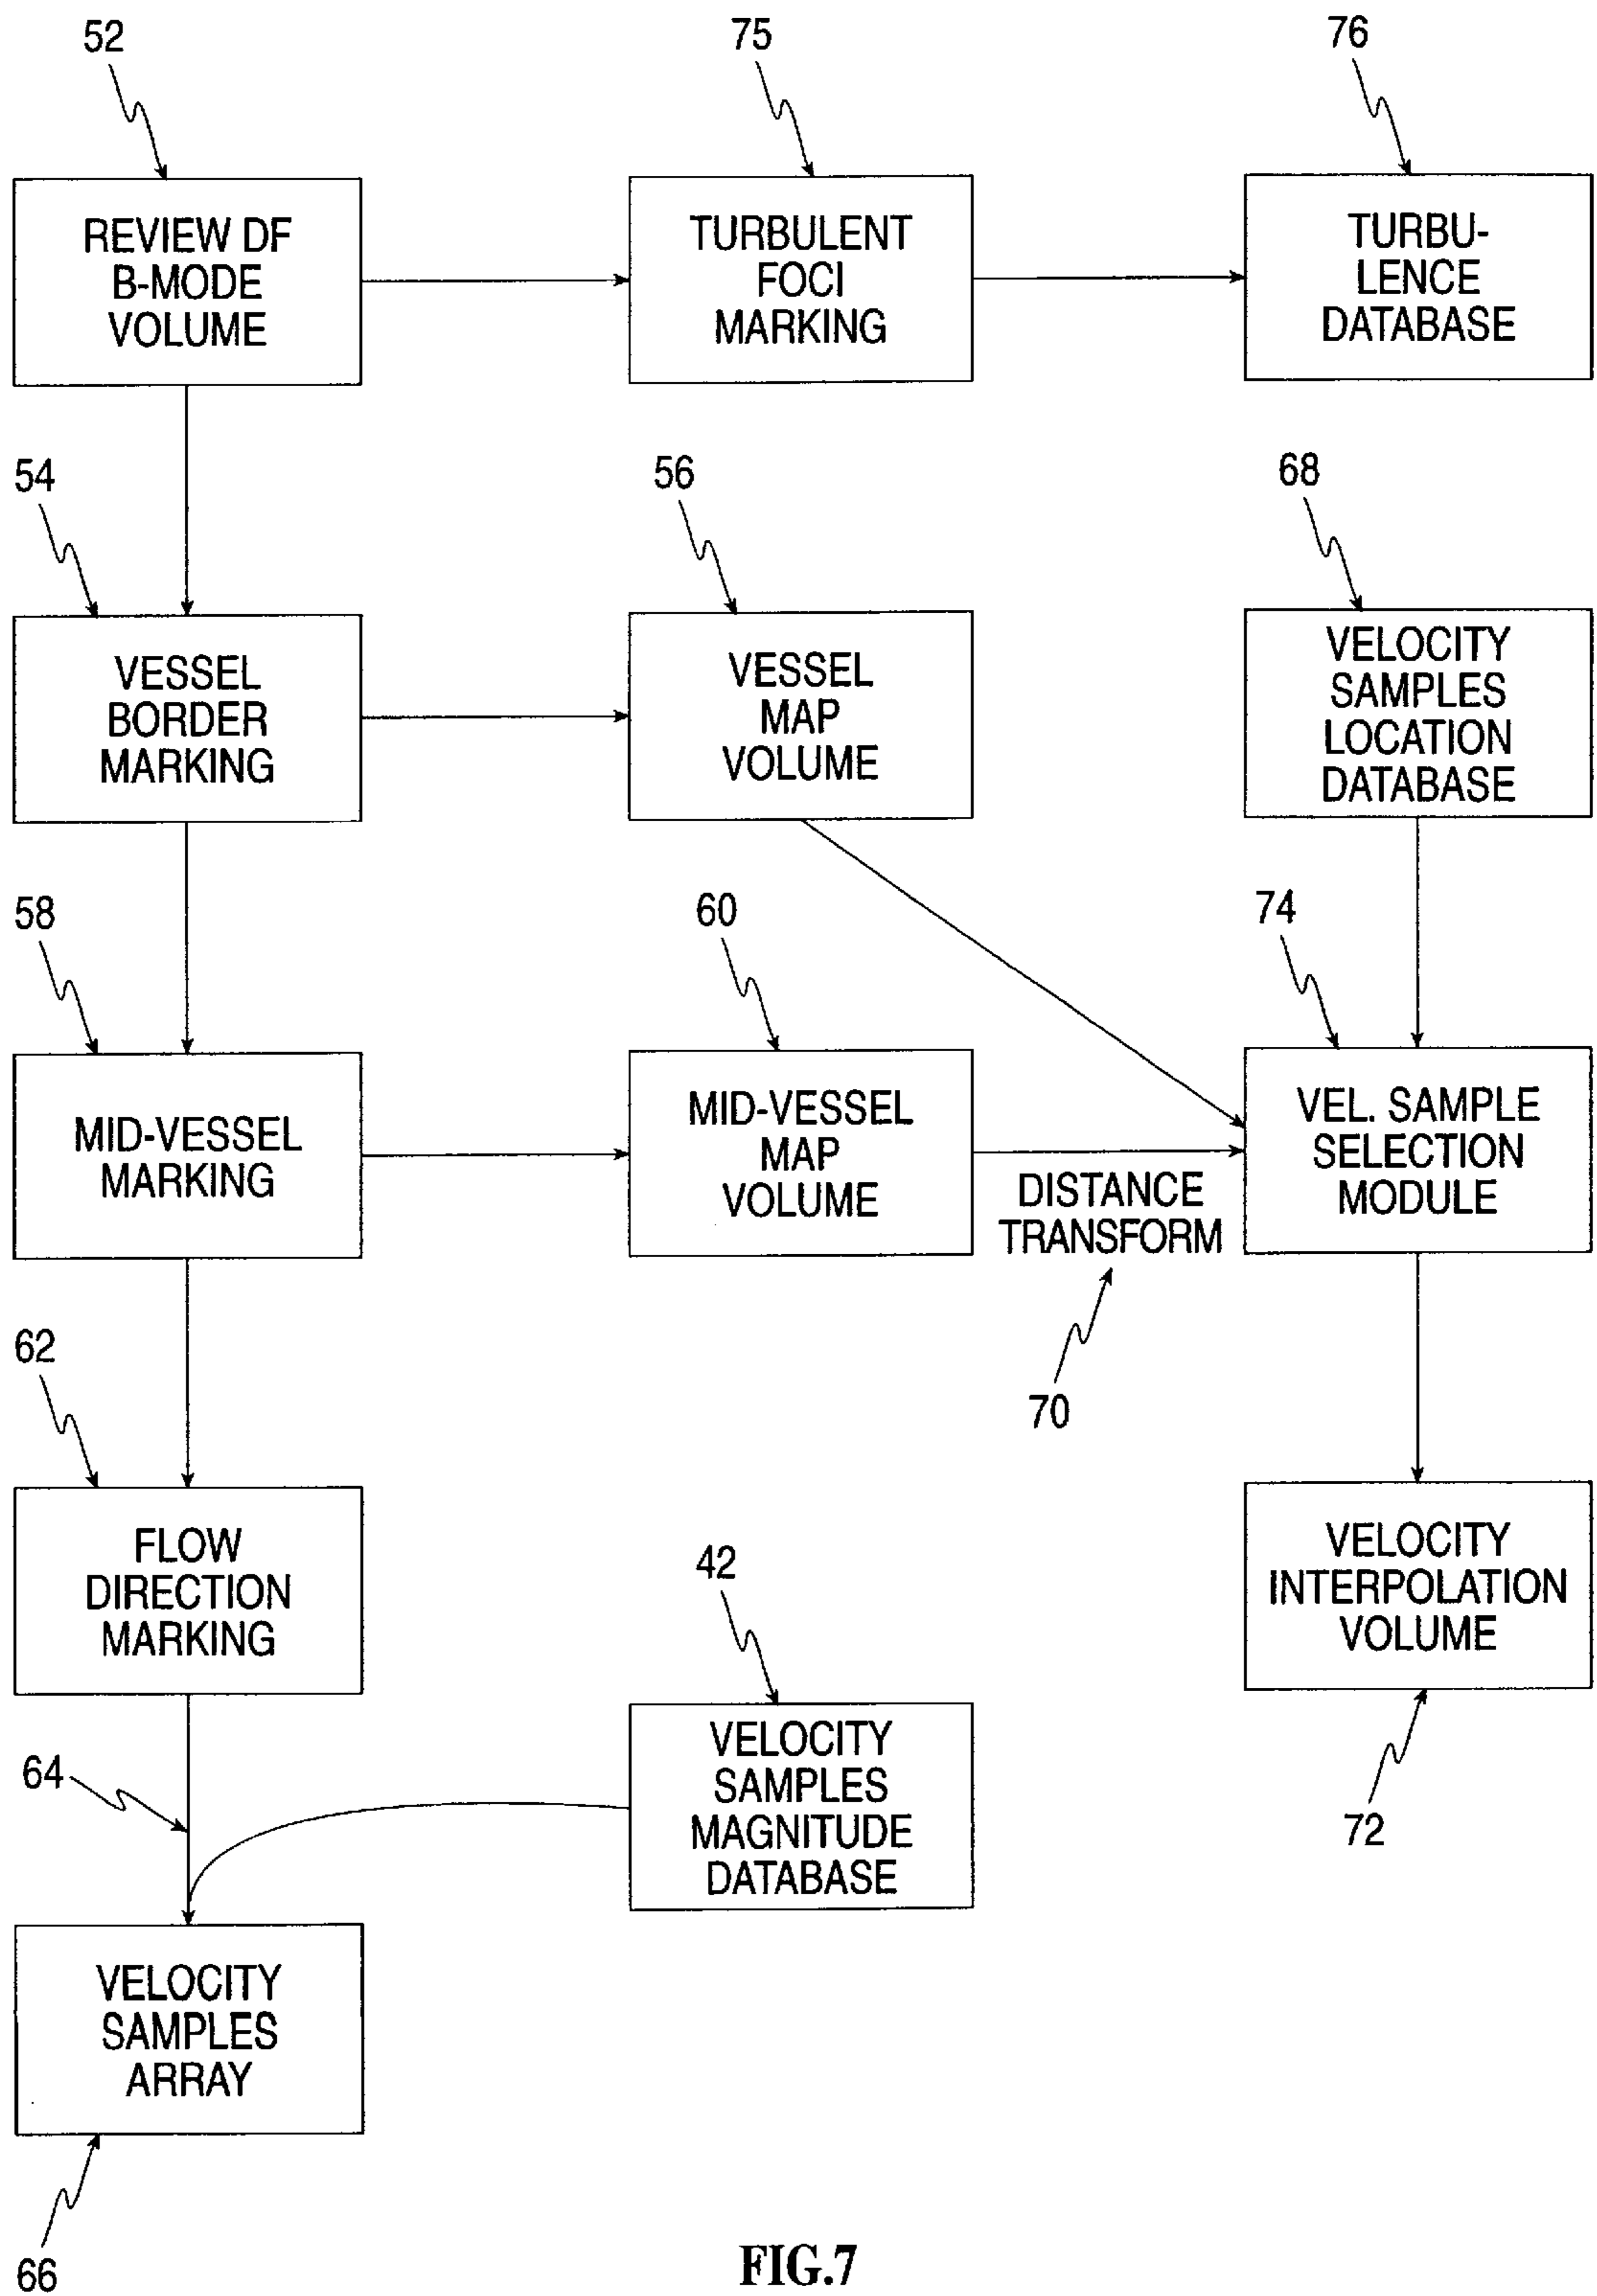 52
75
76
REVIEW DF
B-MODE
VOLUME
TURBULENT
FOCI
MARKING
TURBU-
LENCE
DATABASE
54
56
68
VESSEL
BORDER
MARKING
VESSEL
MAP
VOLUME
VELOCITY
SAMPLES
LOCATION
DATABASE
58
60
74
MID-VESSEL
MARKING
MID-VESSEL
MAP
VOLUME
DISTANCE
TRANSFORM
70
VEL. SAMPLE
SELECTION
MODULE
62
FLOW
DIRECTION
MARKING
42
VELOCITY
INTERPOLATION
VOLUME
72
64
VELOCITY
SAMPLES
MAGNITUDE
DATABASE
VELOCITY
SAMPLES
ARRAY
66
FIG.7